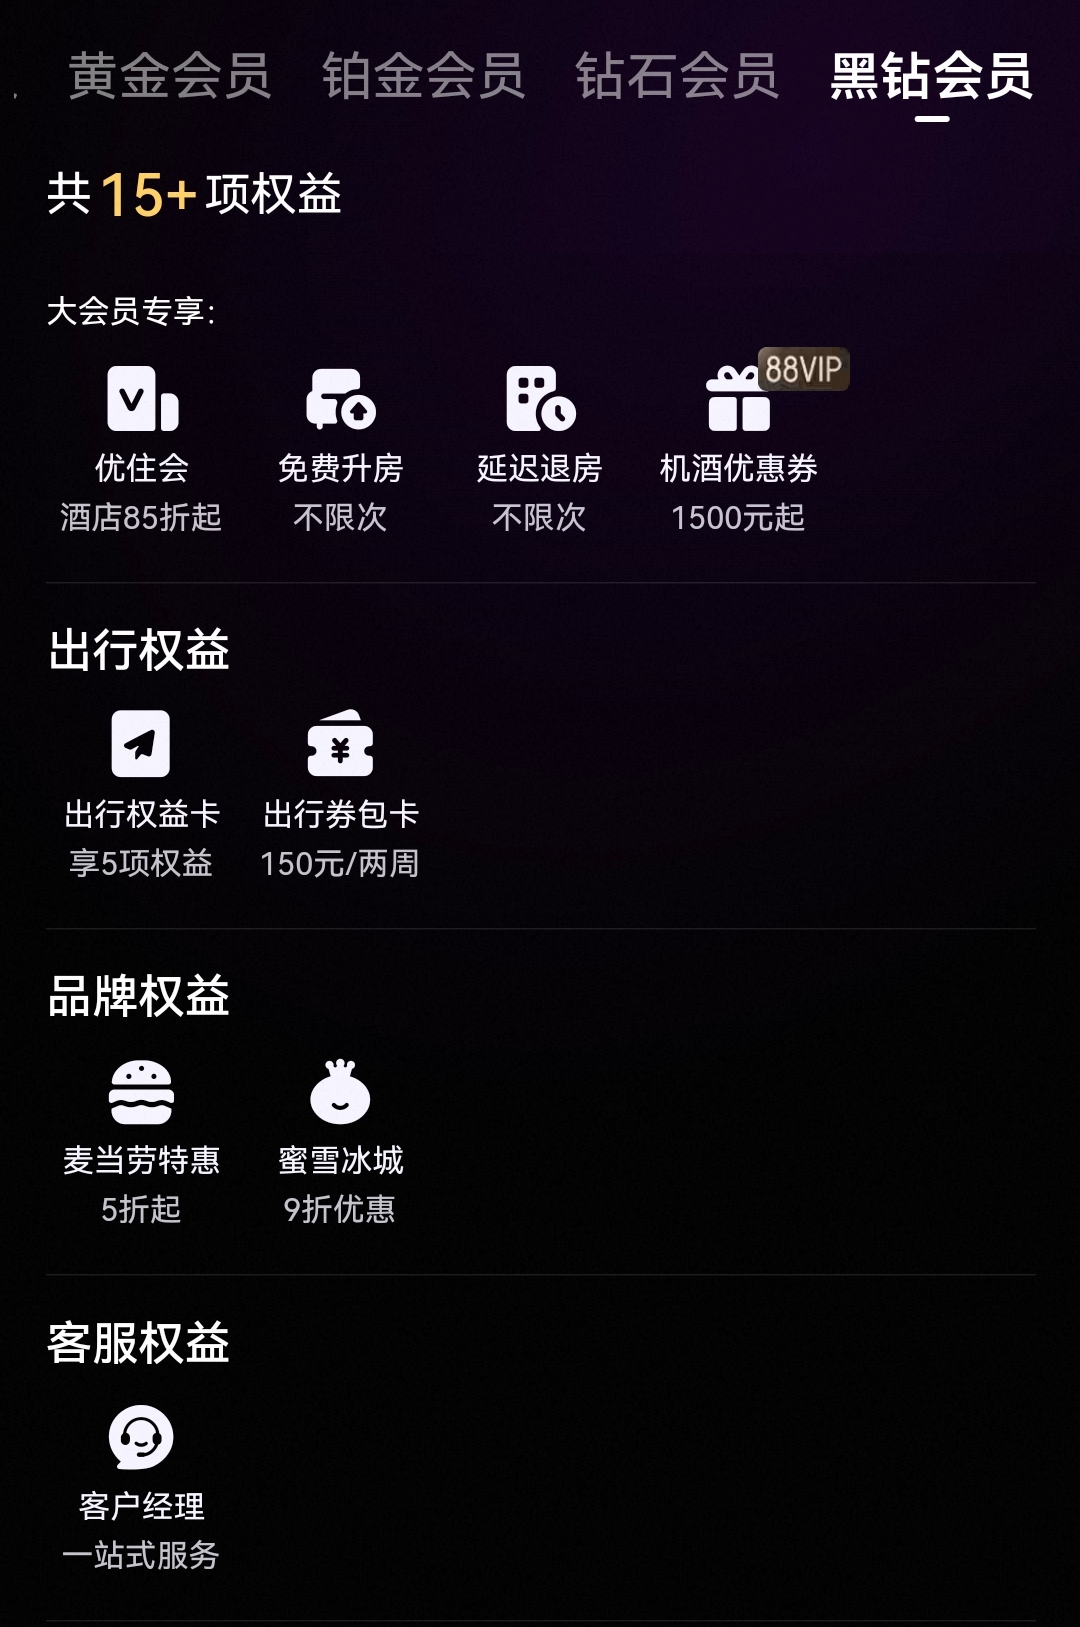 黄金会员 铂金会员 钻石会员 黑钻会员
共15+项权益
大会员专享：
88VIP
优住会 免费升房 延迟退房 机酒优惠券
酒店85折起 不限次 不限次 1500元起
出行权益
出行权益卡 出行券包卡
享5项权益 150元/两周
品牌权益
麦当劳特惠 蜜雪冰城
5折起 9折优惠
客服权益
客户经理
一站式服务